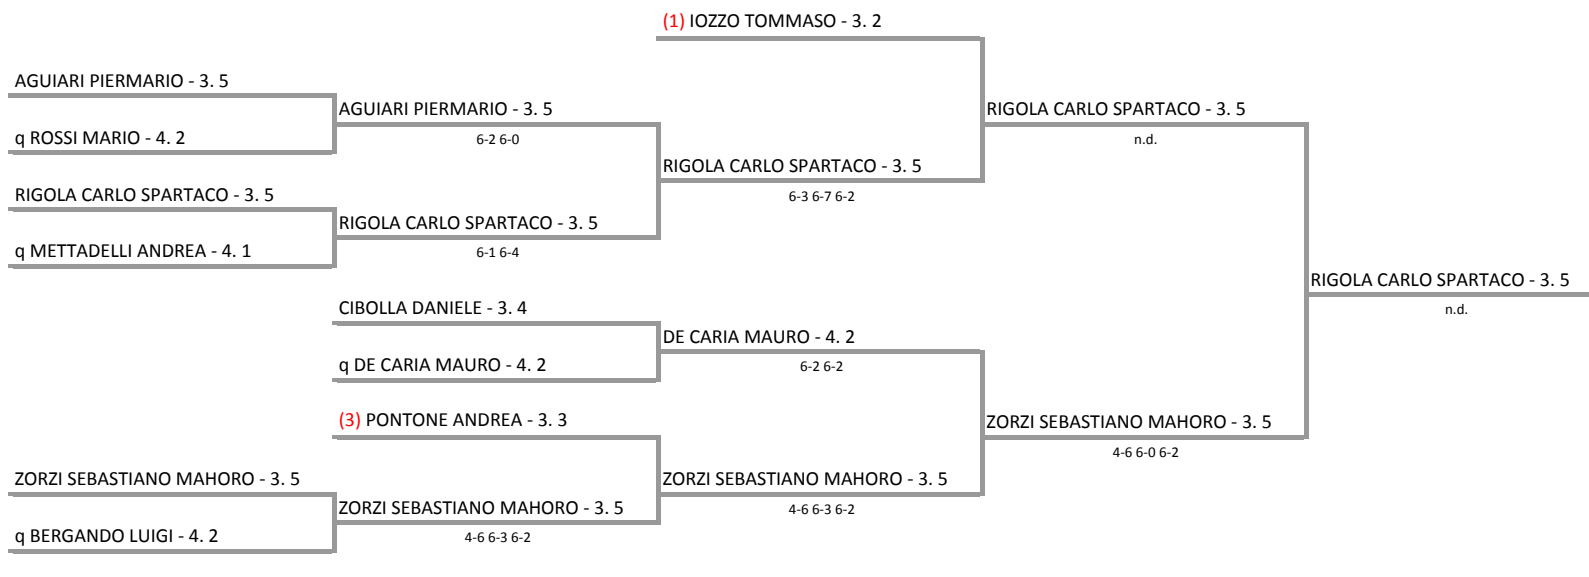 (1) IOZZO TOMMASO - 3. 2
AGUIARI PIERMARIO - 3. 5
AGUIARI PIERMARIO - 3. 5
RIGOLA CARLO SPARTACO - 3. 5
q ROSSI MARIO - 4. 2
6-2 6-0
n.d.
RIGOLA CARLO SPARTACO - 3. 5
RIGOLA CARLO SPARTACO - 3. 5
6-3 6-7 6-2
RIGOLA CARLO SPARTACO - 3. 5
q METTADELLI ANDREA - 4. 1
6-1 6-4
RIGOLA CARLO SPARTACO - 3. 5
CIBOLLA DANIELE - 3. 4
n.d.
DE CARIA MAURO - 4. 2
q DE CARIA MAURO - 4. 2
6-2 6-2
(3) PONTONE ANDREA - 3. 3
ZORZI SEBASTIANO MAHORO - 3. 5
4-6 6-0 6-2
ZORZI SEBASTIANO MAHORO - 3. 5
ZORZI SEBASTIANO MAHORO - 3. 5
ZORZI SEBASTIANO MAHORO - 3. 5
4-6 6-3 6-2
q BERGANDO LUIGI - 4. 2
4-6 6-3 6-2